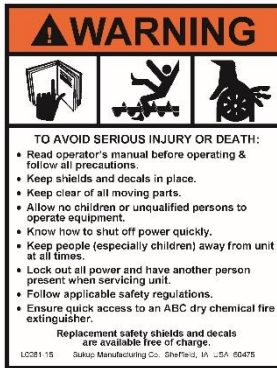 WARNING
TO AVOID SERIOUS INJURY OR DEATH:
• Read operator's manual before operating &
follow all precautions.
• Keep shields and decals in place.
• Keep clear of all moving parts.
• Allow no children or unqualified persons to
operate equipment.
• Know how to shut off power quickly.
• Keep people (especially children) away from unit
at all times.
• Lock out all power and have another person
present when servicing unit.
• Follow applicable safety regulations.
• Ensure quick access to an ABC dry chemical fire
extinguisher.
Replacement safety shields and decals
are available free of charge.
L0281-15 Sukup Manufacturing Co. Sheffield, IA USA 50475